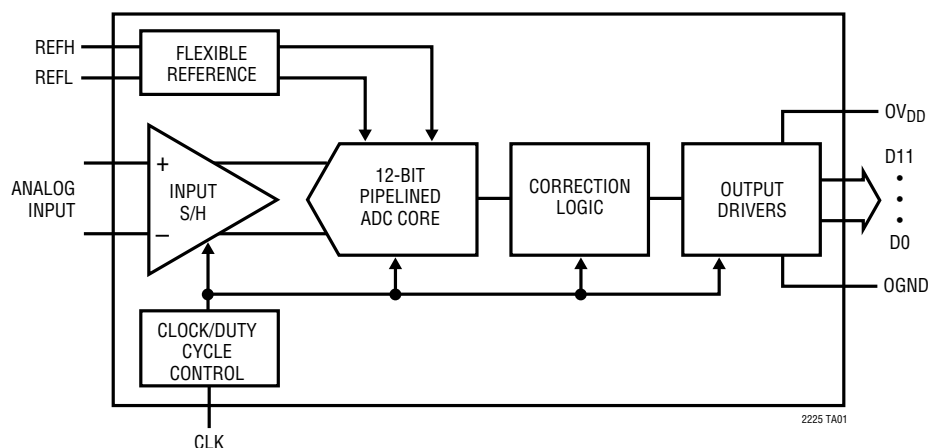 REFH
REFL
FLEXIBLE
REFERENCE
ANALOG
INPUT
+
–
INPUT
S/H
12-BIT
PIPELINED
ADC CORE
CORRECTION
LOGIC
OUTPUT
DRIVERS
OVDD
D11
•
•
•
D0
OGND
CLOCK/DUTY
CYCLE
CONTROL
CLK
2225 TA01